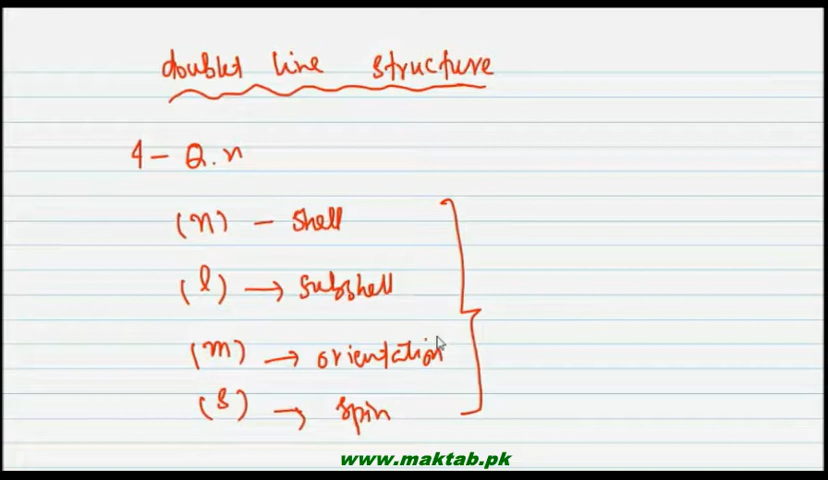 doublet line structure
4 - Q.n
(n) - shell
(l) → subshell
(m) → orientation
(s) → spin
www.maktab.pk